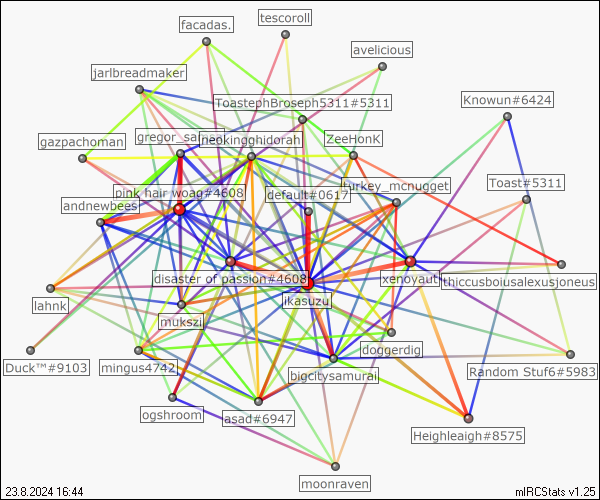 tescoroll
facadas.
avelicious
jarlbreadmaker
ToastephBroseph5311#5311
Knowun#6424
gregor_sa
neokingghidorah
ZeeHonK
gazpachoman
turkey_mcnugget
Toast#5311
pink hair woag#4608
default#0617
andnewbees
disaster of passion#4608
xenoyaut
thiccusboiusalexusjoneus
ikasuzu
lahnk
mukszi
doggerdig
Duck™#9103
mingus4742
bigcitysamurai
Random Stuf6#5983
ogshroom
asad#6947
Heighleaigh#8575
moonraven
23.8.2024 16:44
mIRCStats v1.25